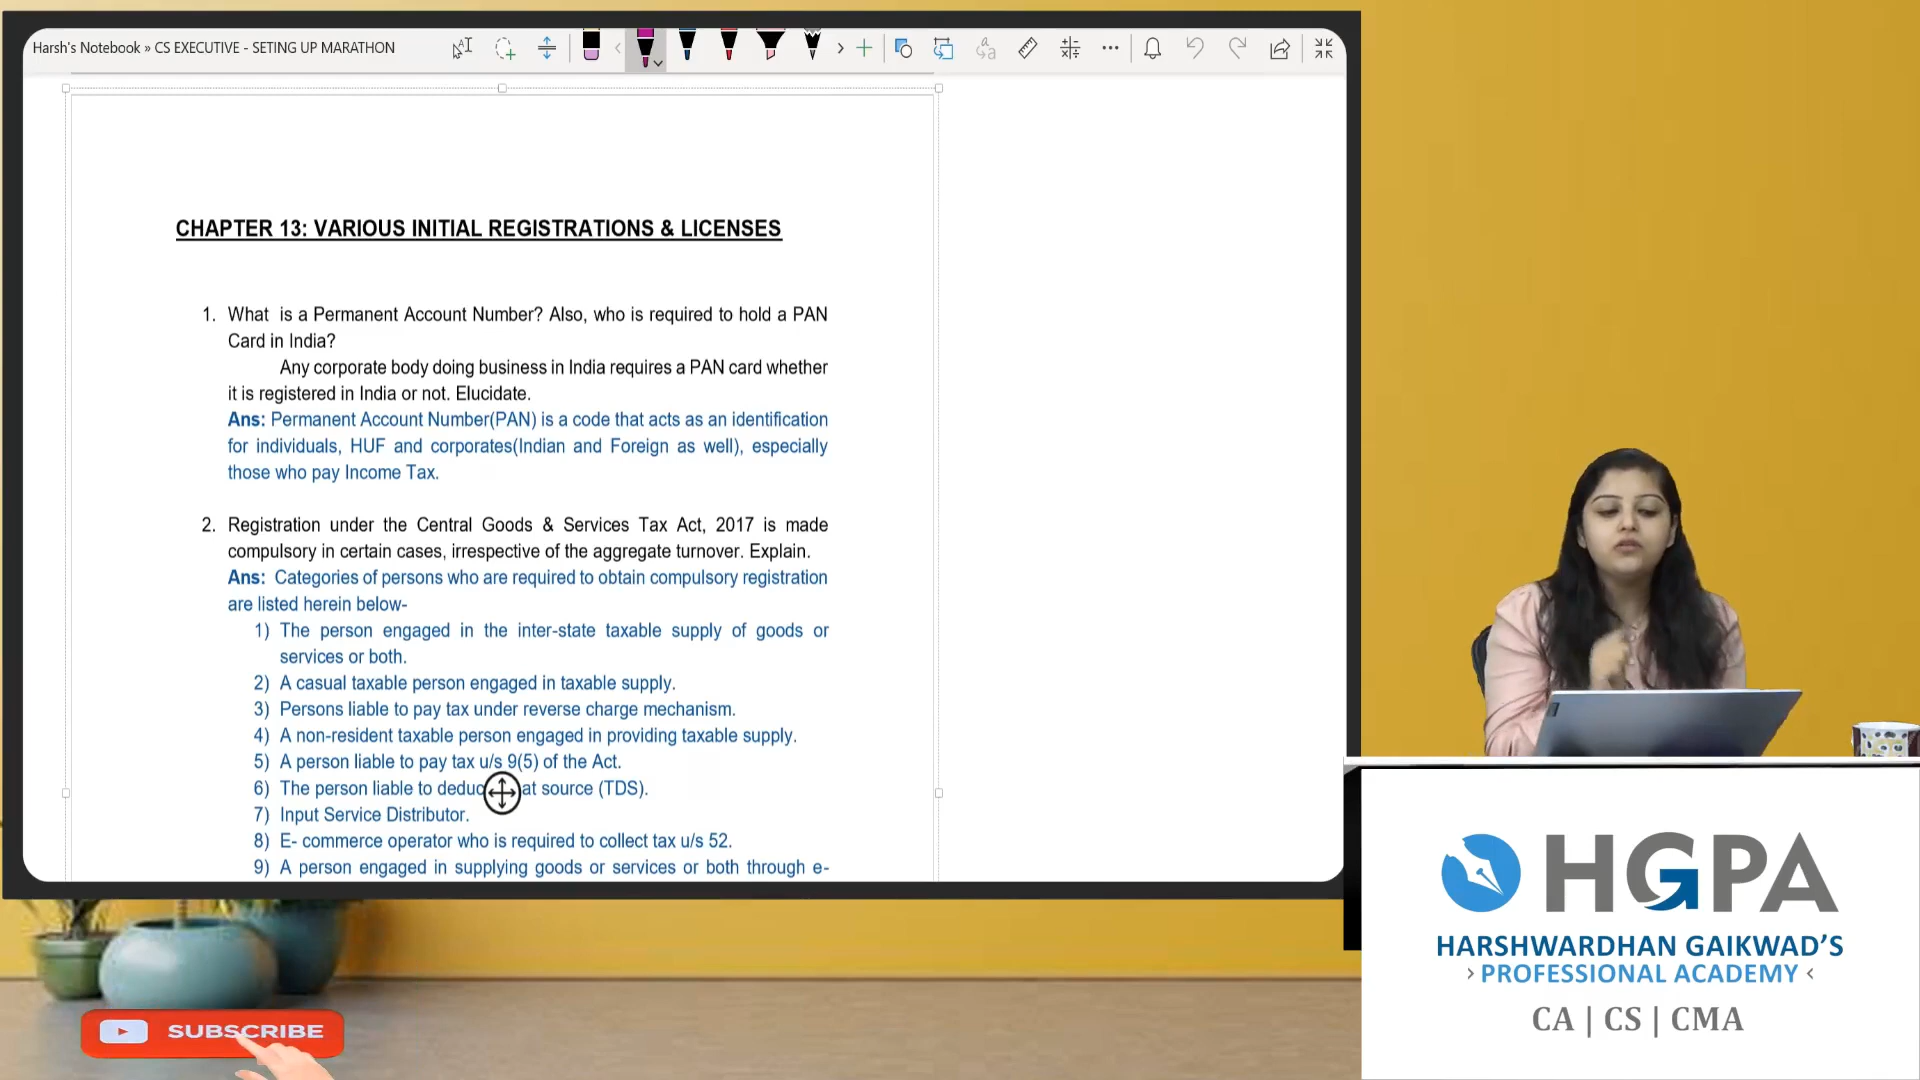 Harsh's Notebook » CS EXECUTIVE - SETING UP MARATHON
CHAPTER 13: VARIOUS INITIAL REGISTRATIONS & LICENSES
1. What is a Permanent Account Number? Also, who is required to hold a PAN
Card in India?
Any corporate body doing business in India requires a PAN card whether
it is registered in India or not. Elucidate.
Ans: Permanent Account Number(PAN) is a code that acts as an identification
for individuals, HUF and corporates(Indian and Foreign as well), especially
those who pay Income Tax.
2. Registration under the Central Goods & Services Tax Act, 2017 is made
compulsory in certain cases, irrespective of the aggregate turnover. Explain.
Ans: Categories of persons who are required to obtain compulsory registration
are listed herein below-
1) The person engaged in the inter-state taxable supply of goods or
services or both.
2) A casual taxable person engaged in taxable supply.
3) Persons liable to pay tax under reverse charge mechanism.
4) A non-resident taxable person engaged in providing taxable supply.
5) A person liable to pay tax u/s 9(5) of the Act.
6) The person liable to deduc at source (TDS).
7) Input Service Distributor.
8) E- commerce operator who is required to collect tax u/s 52.
9) A person engaged in supplying goods or services or both through e-
SUBSCRIBE
HGPA
HARSHWARDHAN GAIKWAD'S
› PROFESSIONAL ACADEMY ‹
CA | CS | CMA